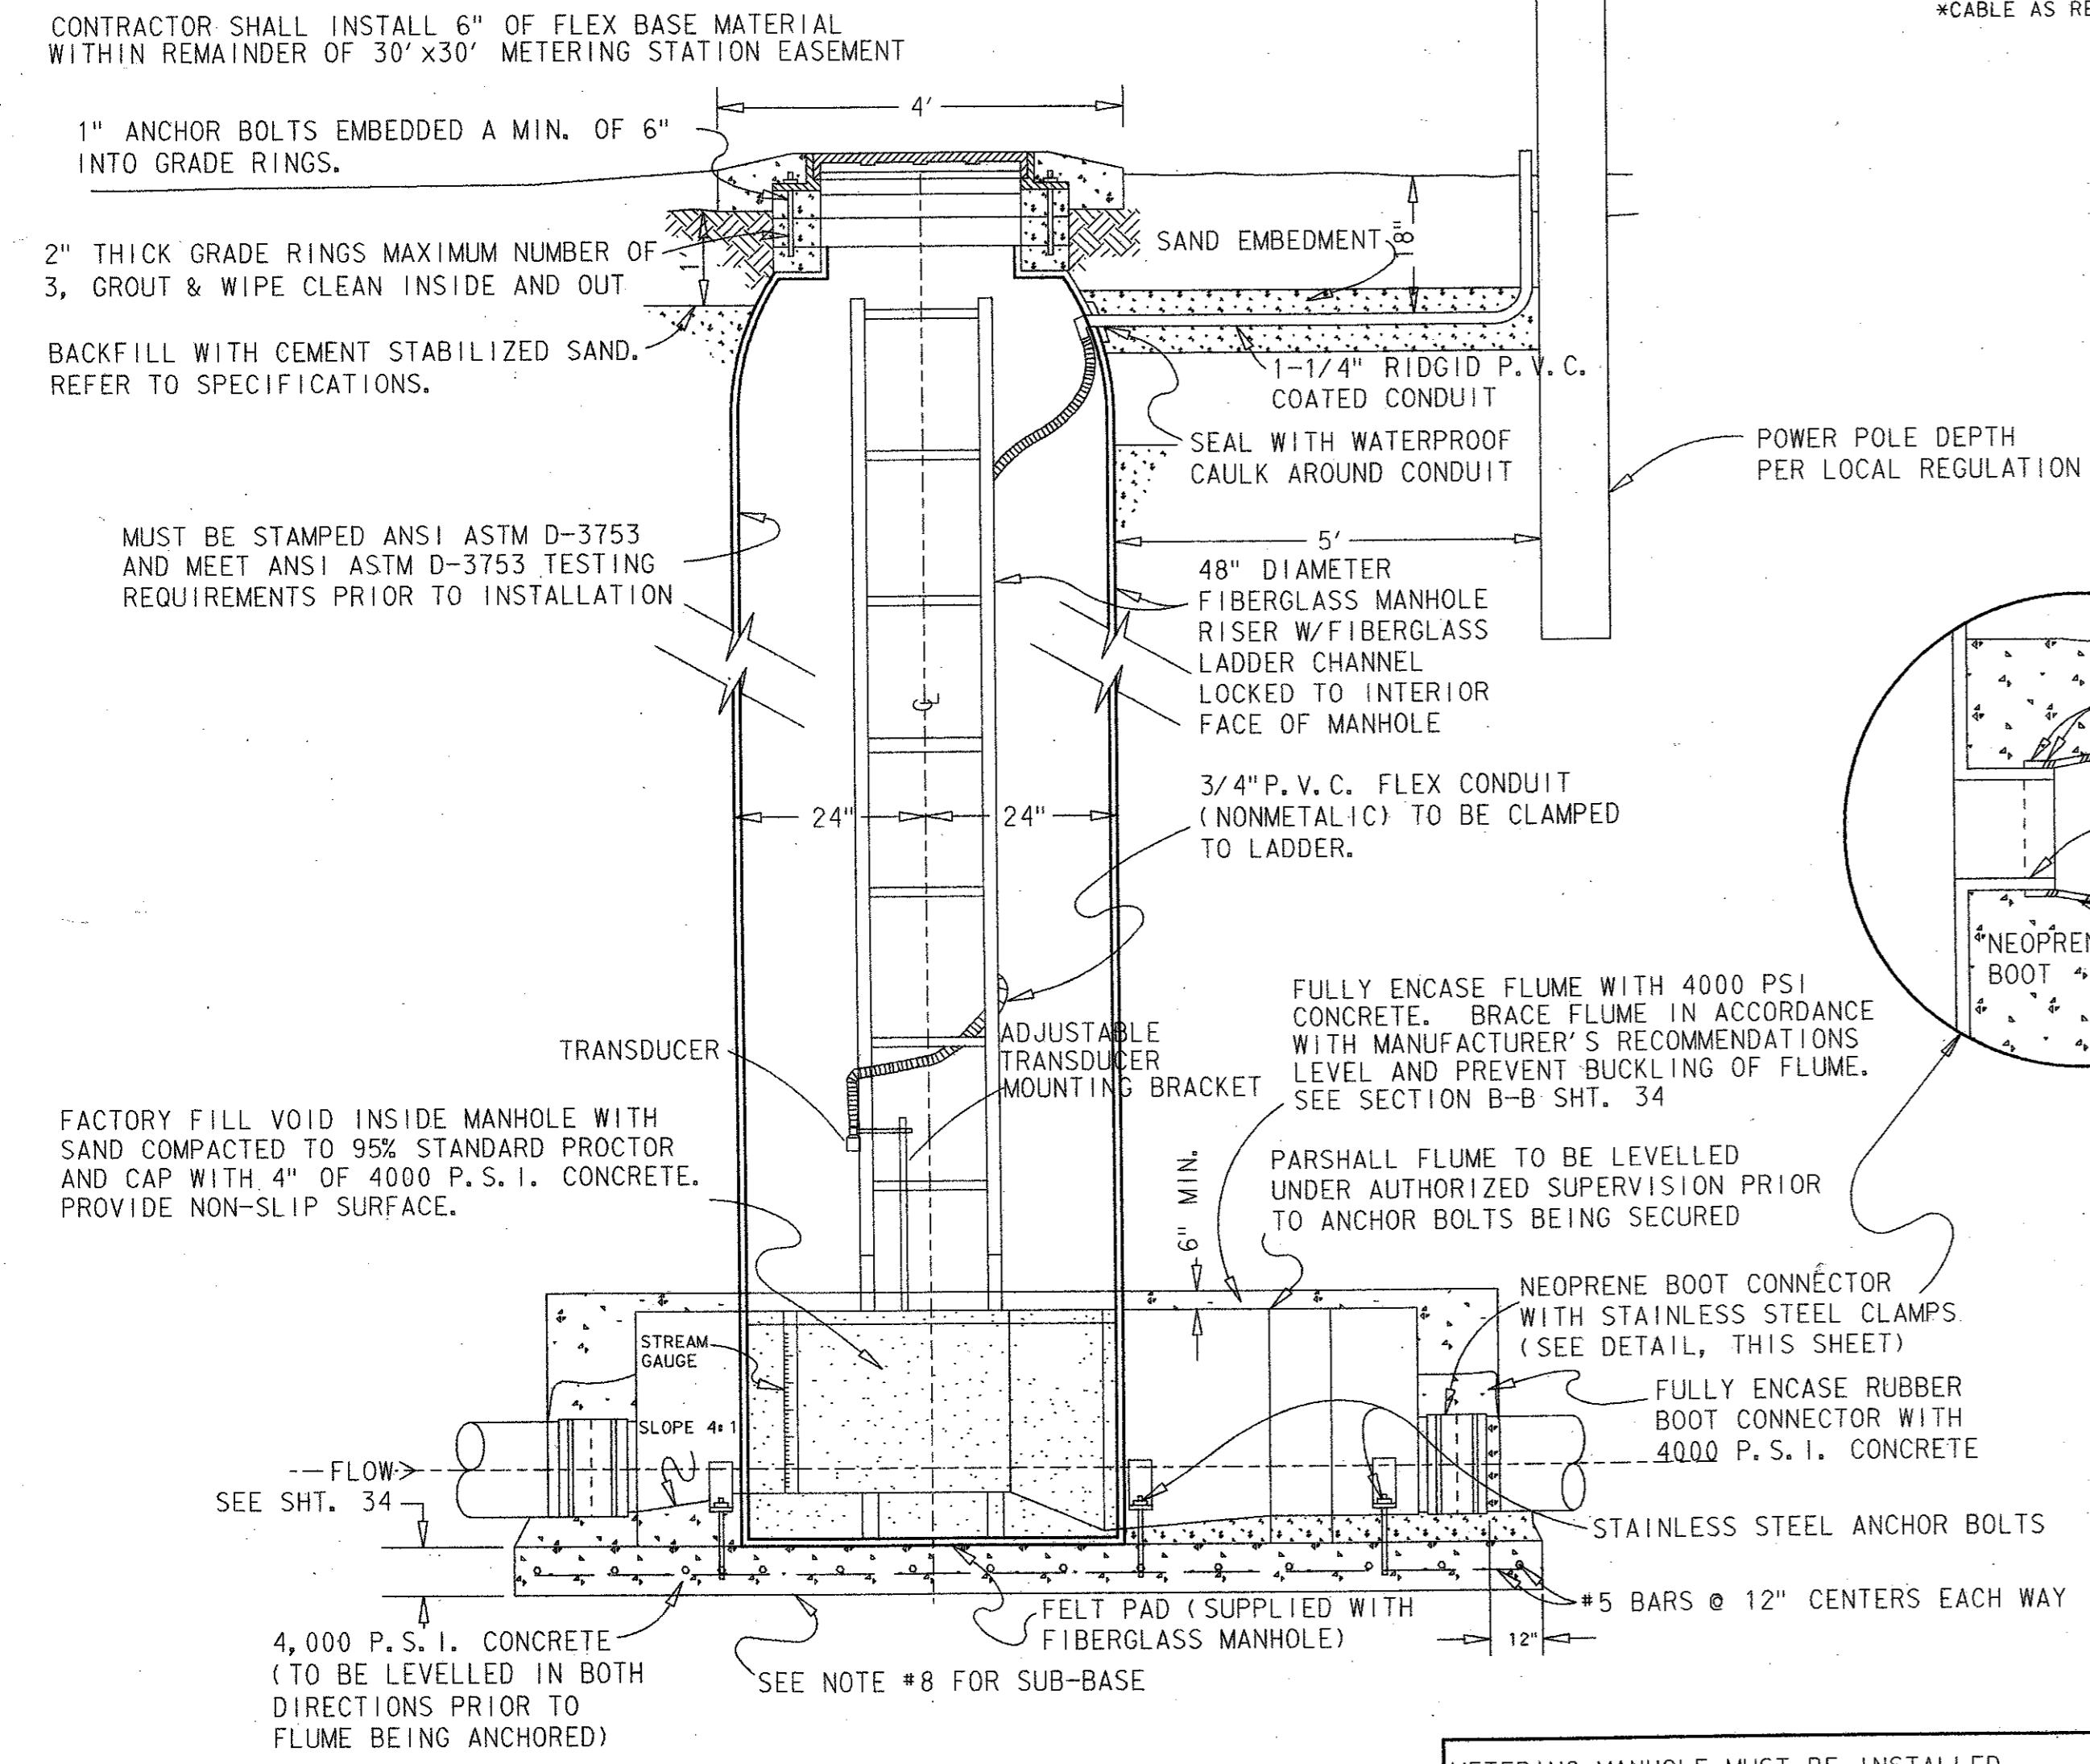 CONTRACTOR SHALL INSTALL 6" OF FLEX BASE MATERIAL
WITHIN REMAINDER OF 30'x30' METERING STATION EASEMENT
*CABLE AS RE
4'
1" ANCHOR BOLTS EMBEDDED A MIN. OF 6"
INTO GRADE RINGS.
2" THICK GRADE RINGS MAXIMUM NUMBER OF
3, GROUT & WIPE CLEAN INSIDE AND OUT
1'
SAND EMBEDMENT
18"
BACKFILL WITH CEMENT STABILIZED SAND.
REFER TO SPECIFICATIONS.
1-1/4" RIDGID P.V.C.
COATED CONDUIT
SEAL WITH WATERPROOF
CAULK AROUND CONDUIT
POWER POLE DEPTH
PER LOCAL REGULATION
MUST BE STAMPED ANSI ASTM D-3753
AND MEET ANSI ASTM D-3753 TESTING
REQUIREMENTS PRIOR TO INSTALLATION
5'
48" DIAMETER
FIBERGLASS MANHOLE
RISER W/FIBERGLASS
LADDER CHANNEL
LOCKED TO INTERIOR
FACE OF MANHOLE
CL
24"
24"
3/4"P.V.C. FLEX CONDUIT
(NONMETALIC) TO BE CLAMPED
TO LADDER.
NEOPREN
BOOT
TRANSDUCER
ADJUSTABLE
TRANSDUCER
MOUNTING BRACKET
FULLY ENCASE FLUME WITH 4000 PSI
CONCRETE. BRACE FLUME IN ACCORDANCE
WITH MANUFACTURER'S RECOMMENDATIONS
LEVEL AND PREVENT BUCKLING OF FLUME.
SEE SECTION B-B SHT. 34
FACTORY FILL VOID INSIDE MANHOLE WITH
SAND COMPACTED TO 95% STANDARD PROCTOR
AND CAP WITH 4" OF 4000 P.S.I. CONCRETE.
PROVIDE NON-SLIP SURFACE.
6" MIN.
PARSHALL FLUME TO BE LEVELLED
UNDER AUTHORIZED SUPERVISION PRIOR
TO ANCHOR BOLTS BEING SECURED
NEOPRENE BOOT CONNECTOR
WITH STAINLESS STEEL CLAMPS
(SEE DETAIL, THIS SHEET)
STREAM
GAUGE
SLOPE 4:1
FULLY ENCASE RUBBER
BOOT CONNECTOR WITH
4000 P.S.I. CONCRETE
FLOW
SEE SHT. 34
STAINLESS STEEL ANCHOR BOLTS
#5 BARS @ 12" CENTERS EACH WAY
12"
FELT PAD (SUPPLIED WITH
FIBERGLASS MANHOLE)
4,000 P.S.I. CONCRETE
(TO BE LEVELLED IN BOTH
DIRECTIONS PRIOR TO
FLUME BEING ANCHORED)
SEE NOTE #8 FOR SUB-BASE
METERING MANHOLE MUST BE INSTALLED